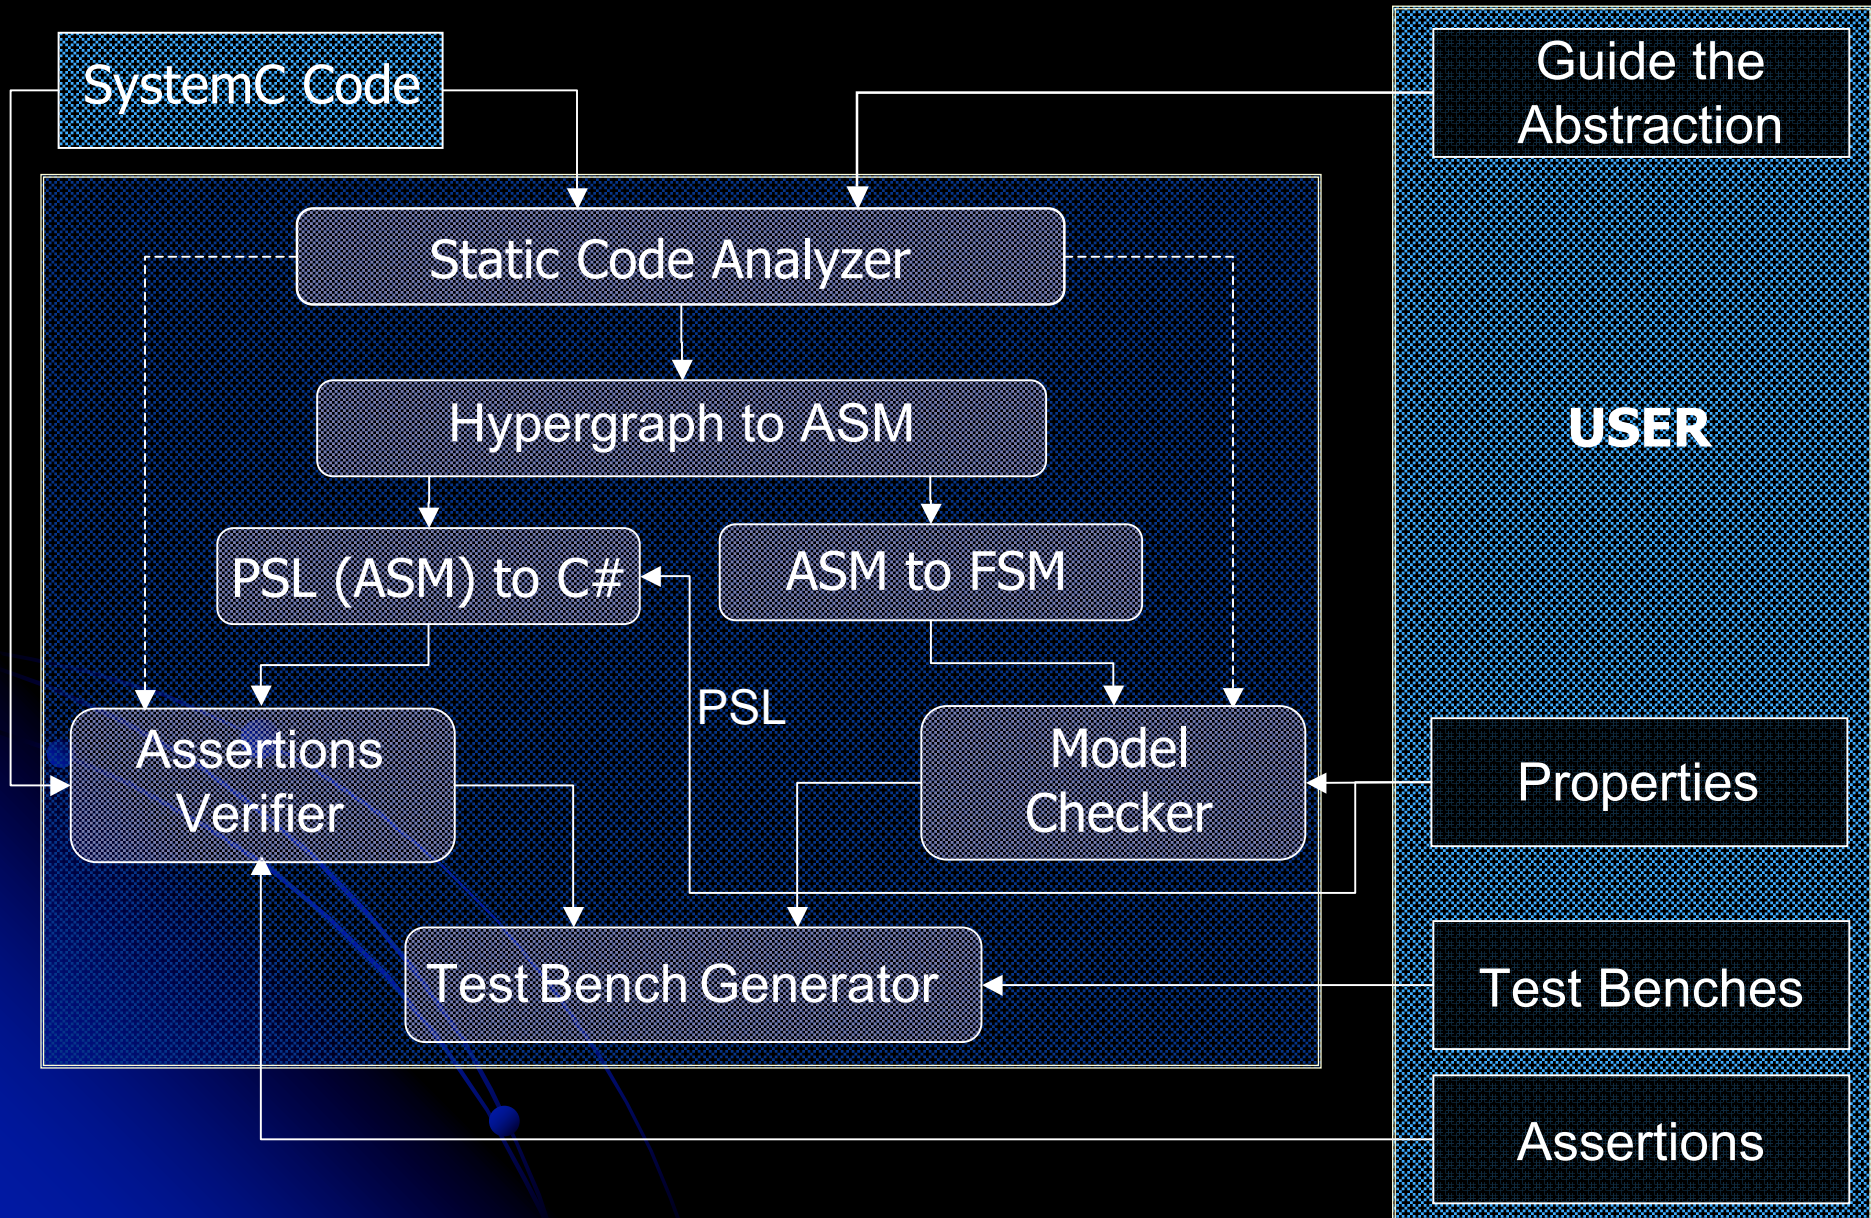 SystemC Code
Guide the
Abstraction
Static Code Analyzer
Hypergraph to ASM
USER
PSL (ASM) to C#
ASM to FSM
PSL
Assertions
Verifier
Model
Checker
Properties
Test Bench Generator
Test Benches
Assertions